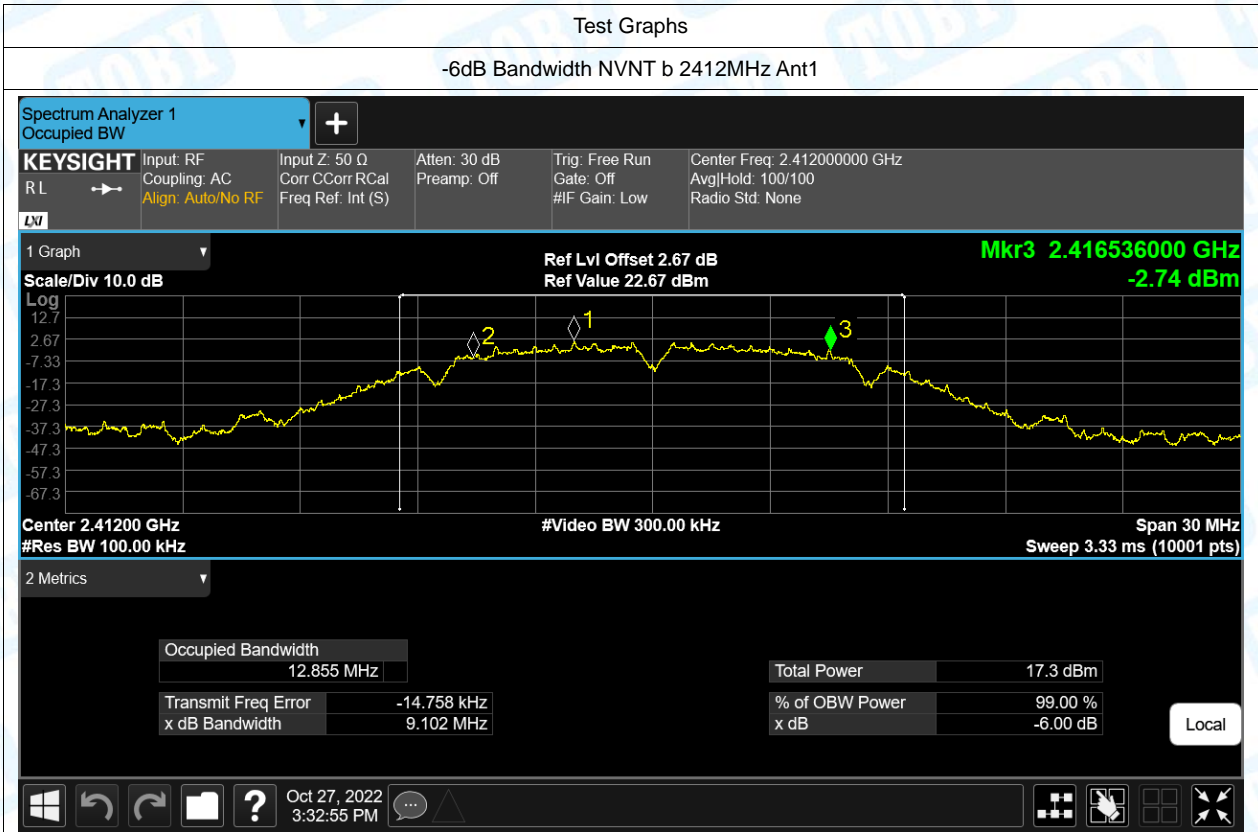 Test Graphs
-6dB Bandwidth NVNT b 2412MHz Ant1
Spectrum Analyzer 1
Occupied BW
KEYSIGHT
R L
LXI
Input: RF
Coupling: AC
Align: Auto/No RF
Input Z: 50 Ω
Corr CCorr RCal
Freq Ref: Int (S)
Atten: 30 dB
Preamp: Off
Trig: Free Run
Gate: Off
#IF Gain: Low
Center Freq: 2.412000000 GHz
Avg|Hold: 100/100
Radio Std: None
1 Graph
Scale/Div 10.0 dB
Ref Lvl Offset 2.67 dB
Ref Value 22.67 dBm
Mkr3 2.416536000 GHz
-2.74 dBm
Log
12.7
2.67
-7.33
-17.3
-27.3
-37.3
-47.3
-57.3
-67.3
2
1
3
Center 2.41200 GHz
#Video BW 300.00 kHz
Span 30 MHz
#Res BW 100.00 kHz
Sweep 3.33 ms (10001 pts)
2 Metrics
Occupied Bandwidth
12.855 MHz
Total Power 17.3 dBm
Transmit Freq Error -14.758 kHz
% of OBW Power 99.00 %
x dB Bandwidth 9.102 MHz
x dB -6.00 dB
Local
?
Oct 27, 2022
3:32:55 PM
TOBY